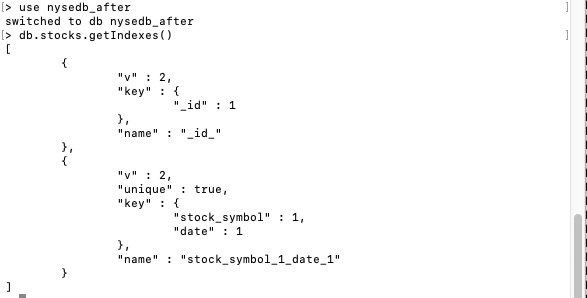 [> use nysedb_after ]
switched to db nysedb_after
[> db.stocks.getIndexes() ]
[
        {
                "v" : 2,
                "key" : {
                        "_id" : 1
                },
                "name" : "_id_"
        },
        {
                "v" : 2,
                "unique" : true,
                "key" : {
                        "stock_symbol" : 1,
                        "date" : 1
                },
                "name" : "stock_symbol_1_date_1"
        }
]